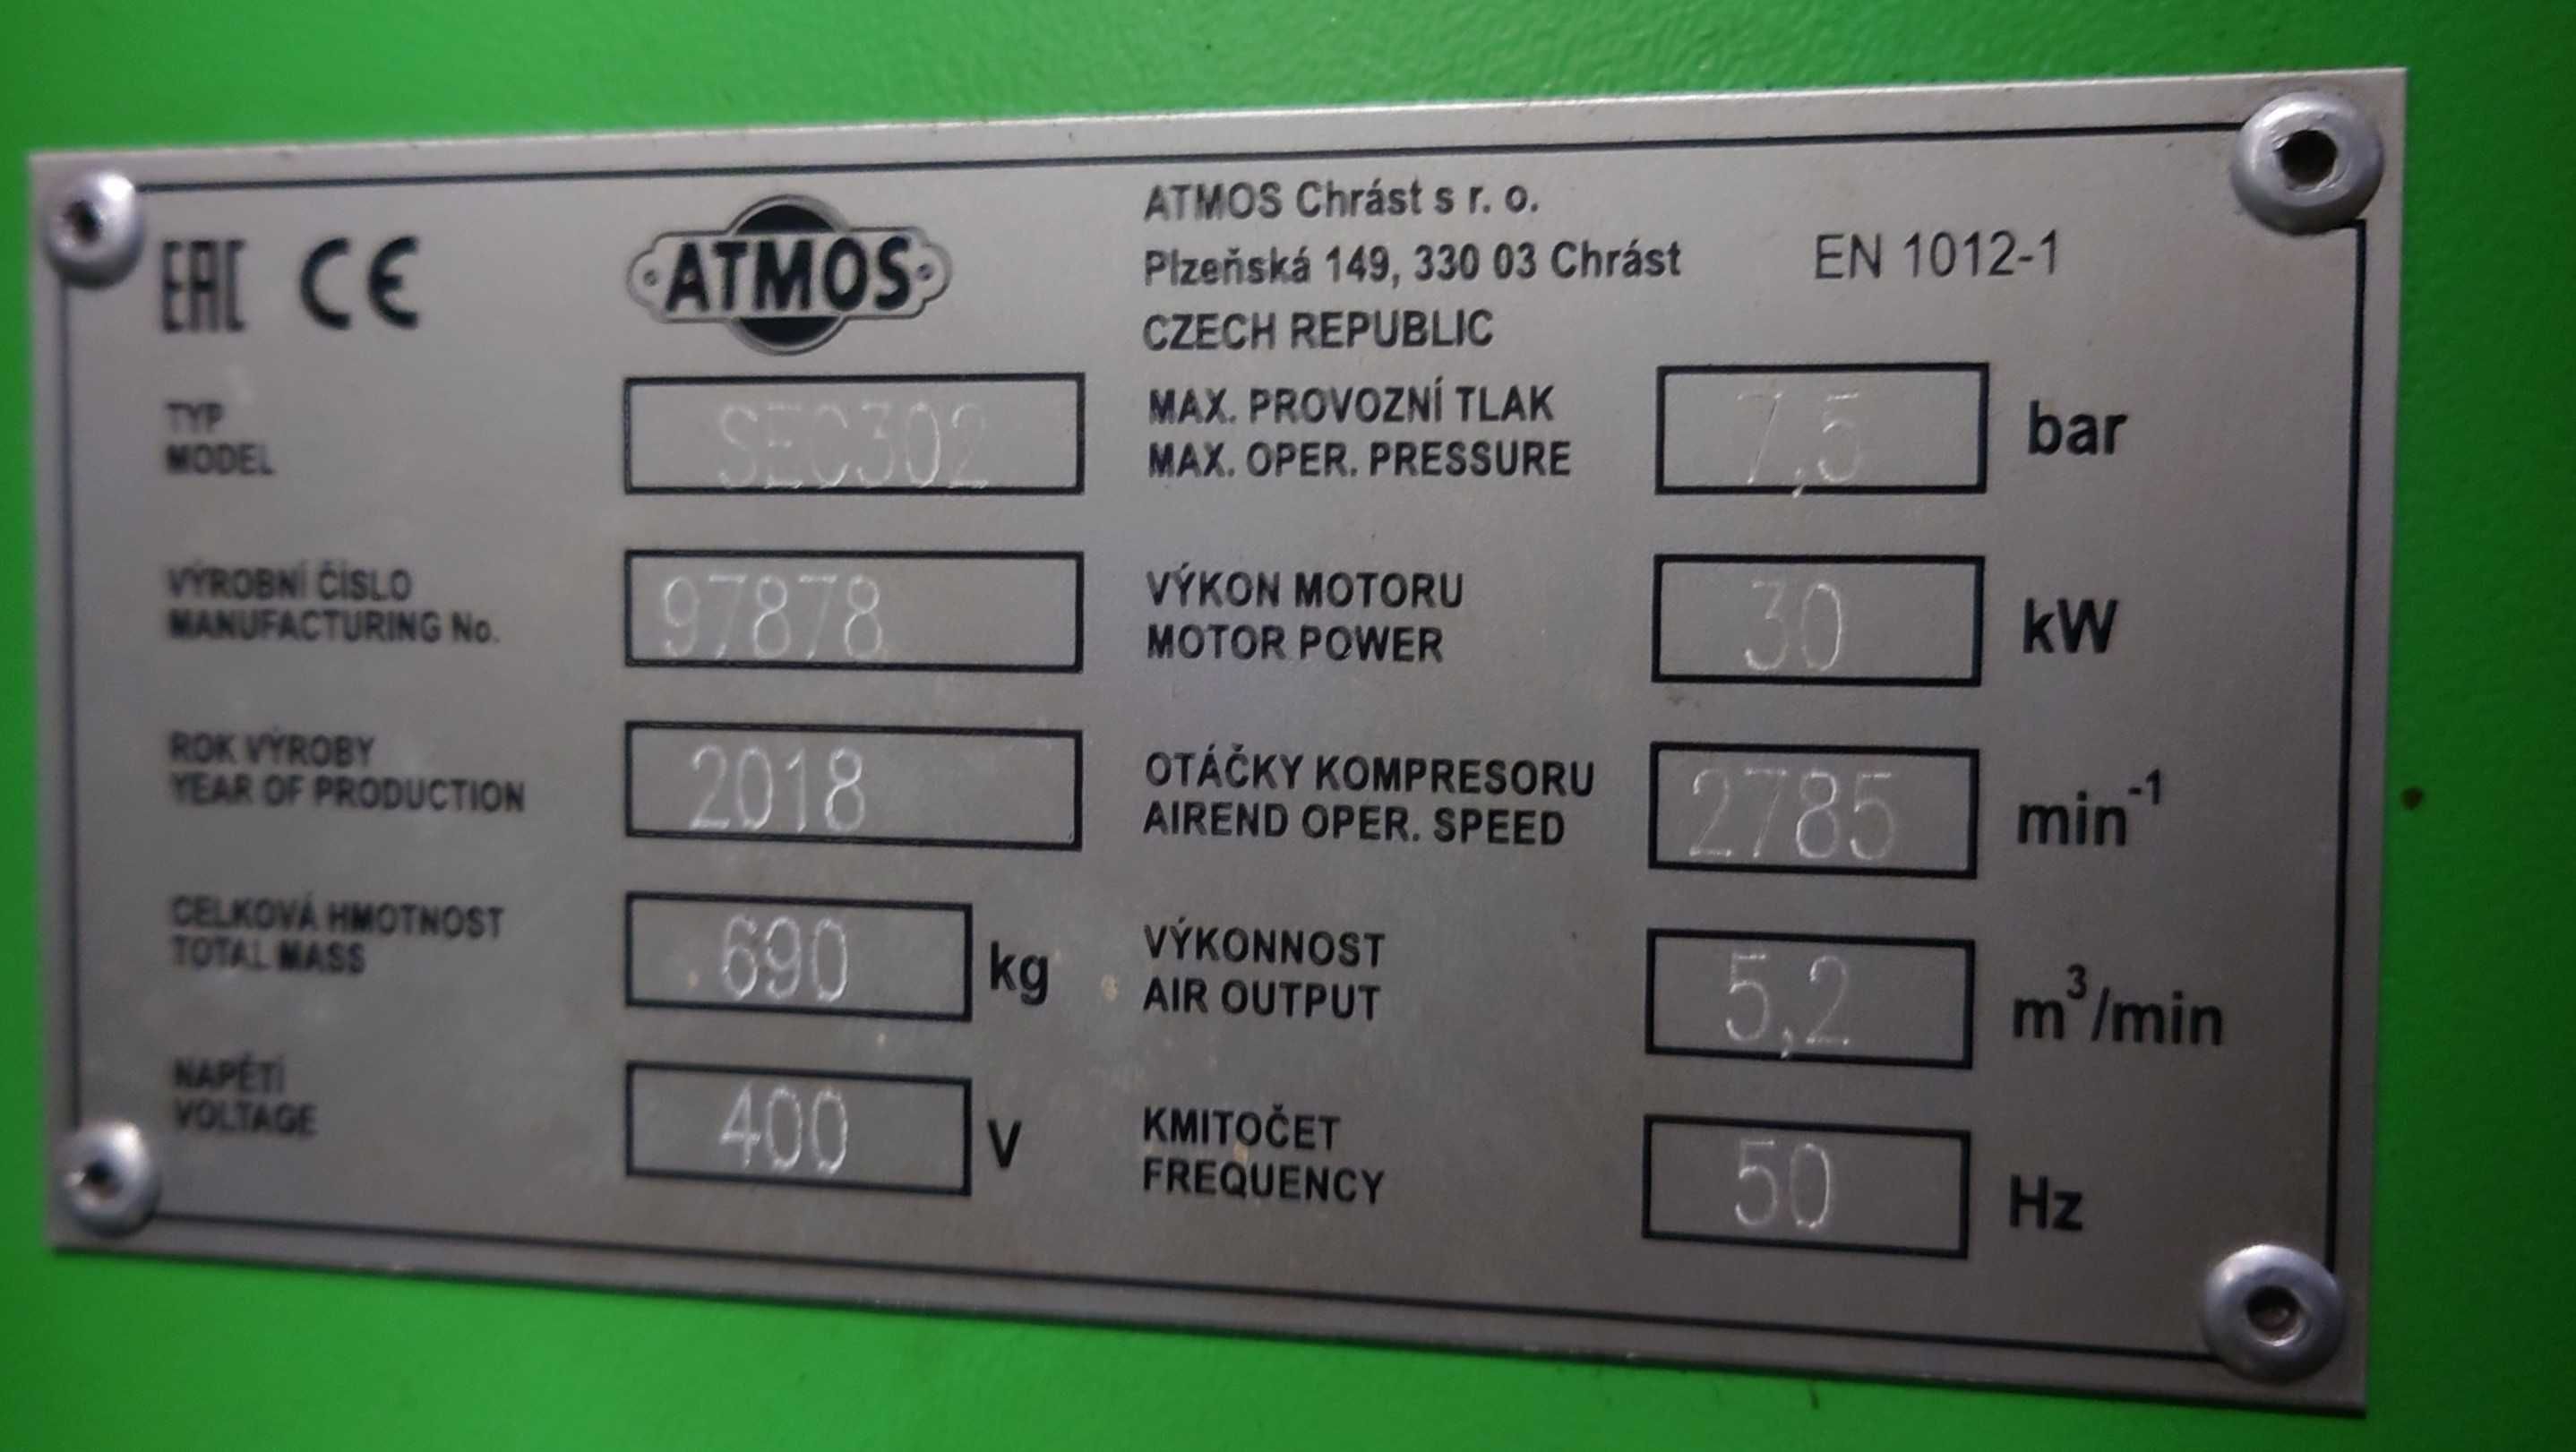 EAC CE
ATMOS
ATMOS Chrást s r. o.
Plzeňská 149, 330 03 Chrást
CZECH REPUBLIC
EN 1012-1
TYP
MODEL
SEC302
VÝROBNÍ ČÍSLO
MANUFACTURING No.
97878
ROK VÝROBY
YEAR OF PRODUCTION
2018
CELKOVÁ HMOTNOST
TOTAL MASS
690 kg
NAPĚTÍ
VOLTAGE
400 V
MAX. PROVOZNÍ TLAK
MAX. OPER. PRESSURE
7,5 bar
VÝKON MOTORU
MOTOR POWER
30 kW
OTÁČKY KOMPRESORU
AIREND OPER. SPEED
2785 min⁻¹
VÝKONNOST
AIR OUTPUT
5,2 m³/min
KMITOČET
FREQUENCY
50 Hz